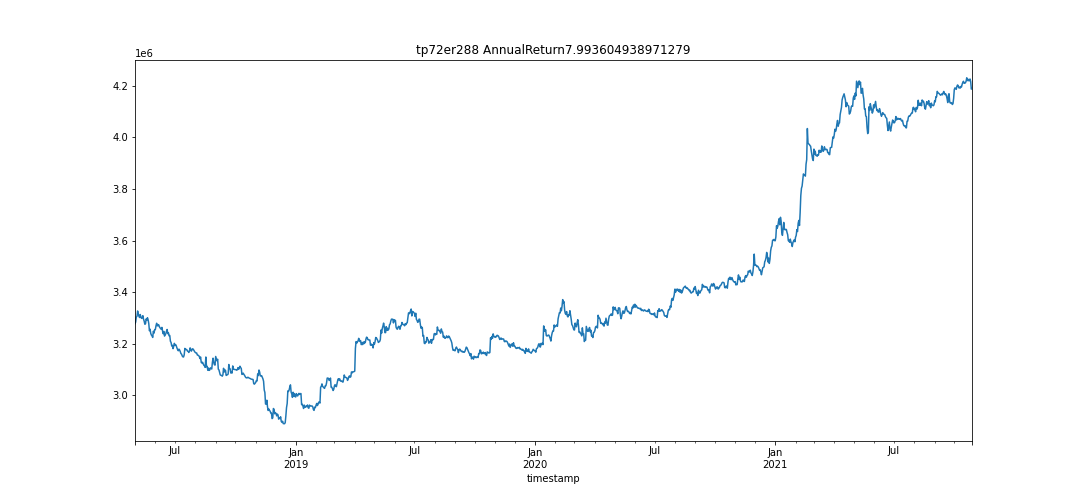 tp72er288 AnnualReturn7.993604938971279
1e6
4.2
4.0
3.8
3.6
3.4
3.2
3.0
Jul Jan Jul Jan Jul Jan Jul
2019 2020 2021
timestamp